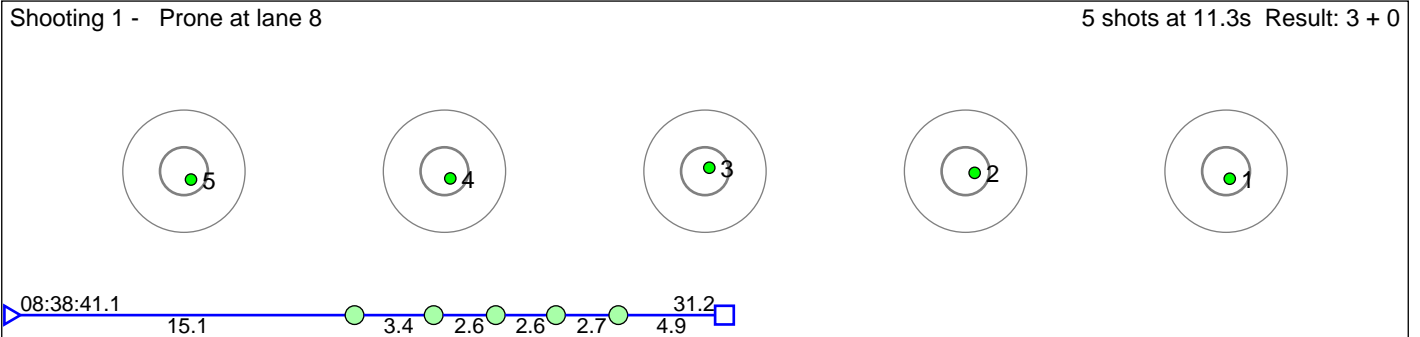 Shooting 1 -   Prone at lane 8
5 shots at 11.3s  Result: 3 + 0
5 4 3 2 1
08:38:41.1 31.2
15.1 3.4 2.6 2.6 2.7 4.9